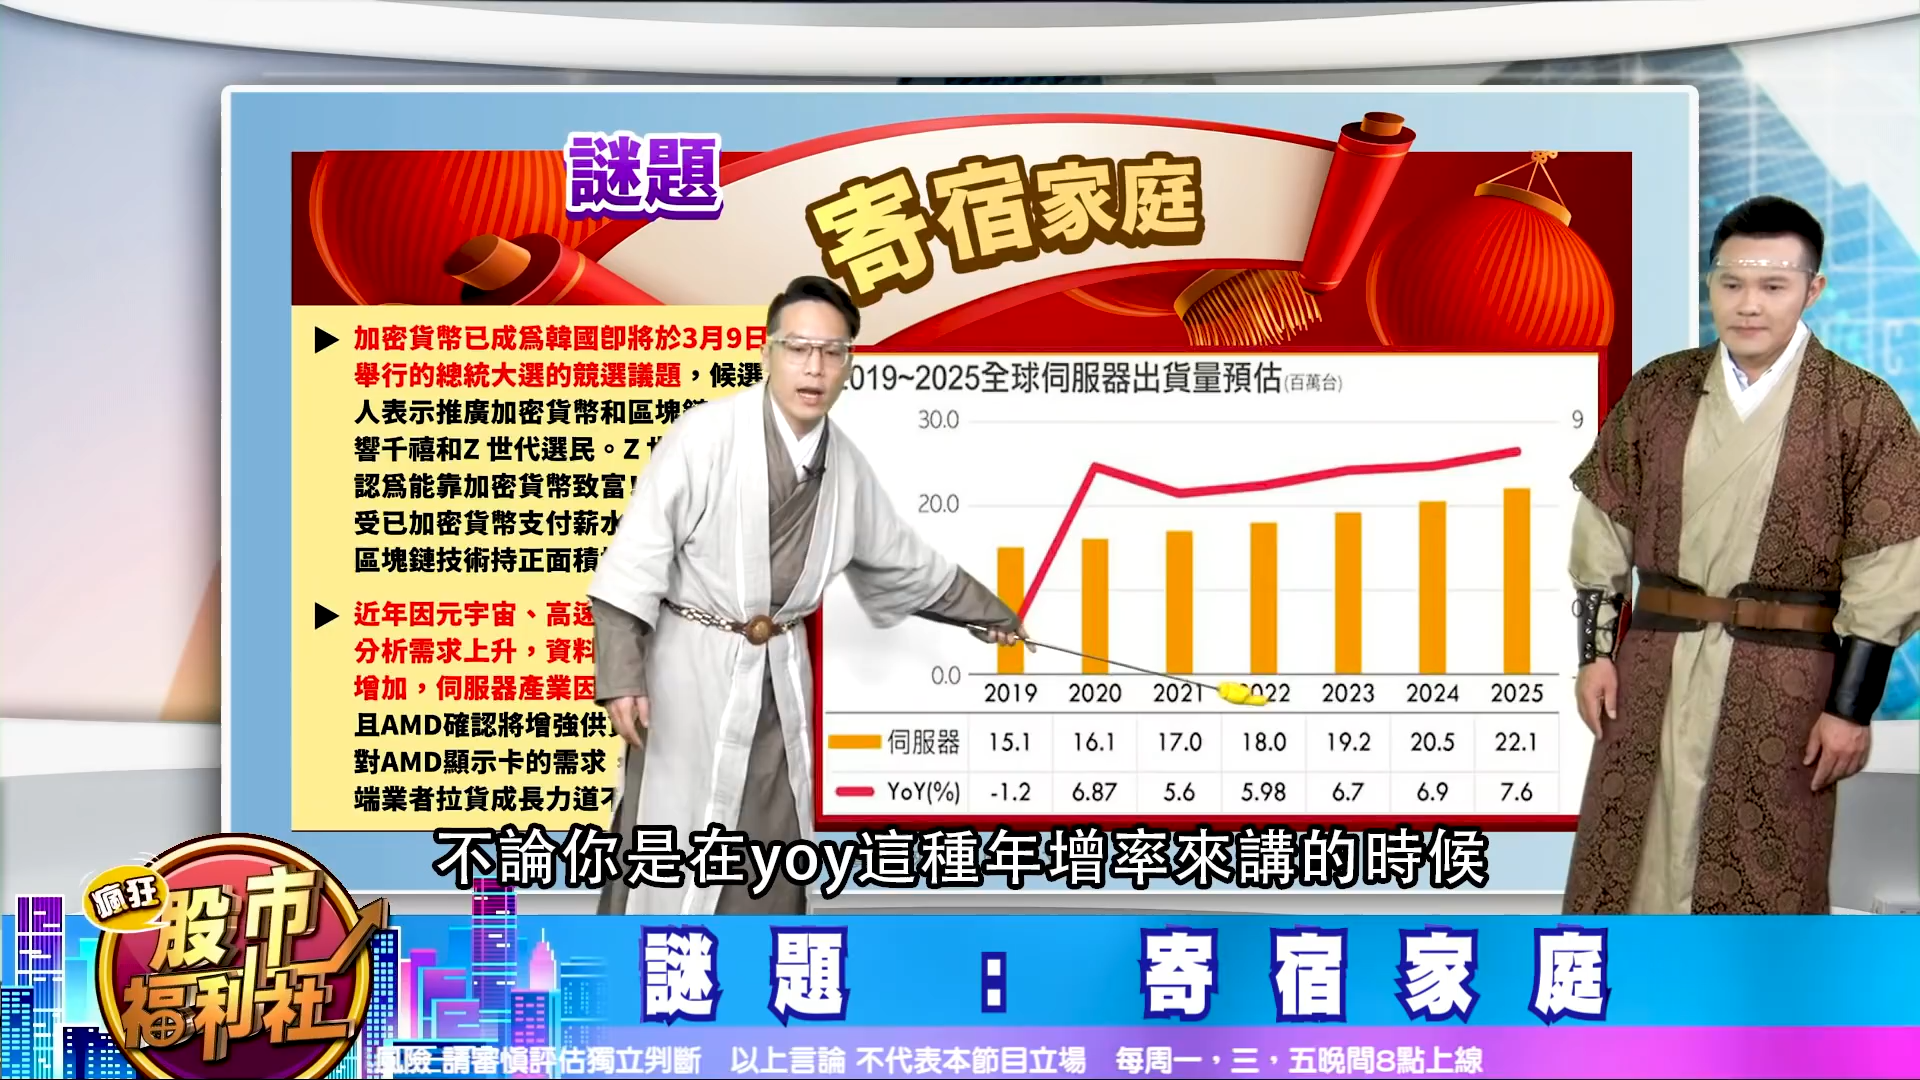 謎題
寄宿家庭
▶ 加密貨幣已成為韓國即將於3月9日
舉行的總統大選的競選議題，候選
人表示推廣加密貨幣和區塊鏈
響千禧和Z 世代選民。Z 世
認為能靠加密貨幣致富!
受已加密貨幣支付薪水
區塊鏈技術持正面積
▶ 近年因元宇宙、高速
分析需求上升，資料
增加，伺服器產業因
且AMD確認將增強供
對AMD顯示卡的需求，
端業者拉貨成長力道不
2019~2025全球伺服器出貨量預估(百萬台)
30.0
9
20.0
0.0
2019 2020 2021 2022 2023 2024 2025
伺服器 15.1 16.1 17.0 18.0 19.2 20.5 22.1
YoY(%) -1.2 6.87 5.6 5.98 6.7 6.9 7.6
不論你是在yoy這種年增率來講的時候
瘋狂
股市
福利社
謎題：寄宿家庭
風險 請審慎評估獨立判斷 以上言論 不代表本節目立場 每周一，三，五晚間8點上線